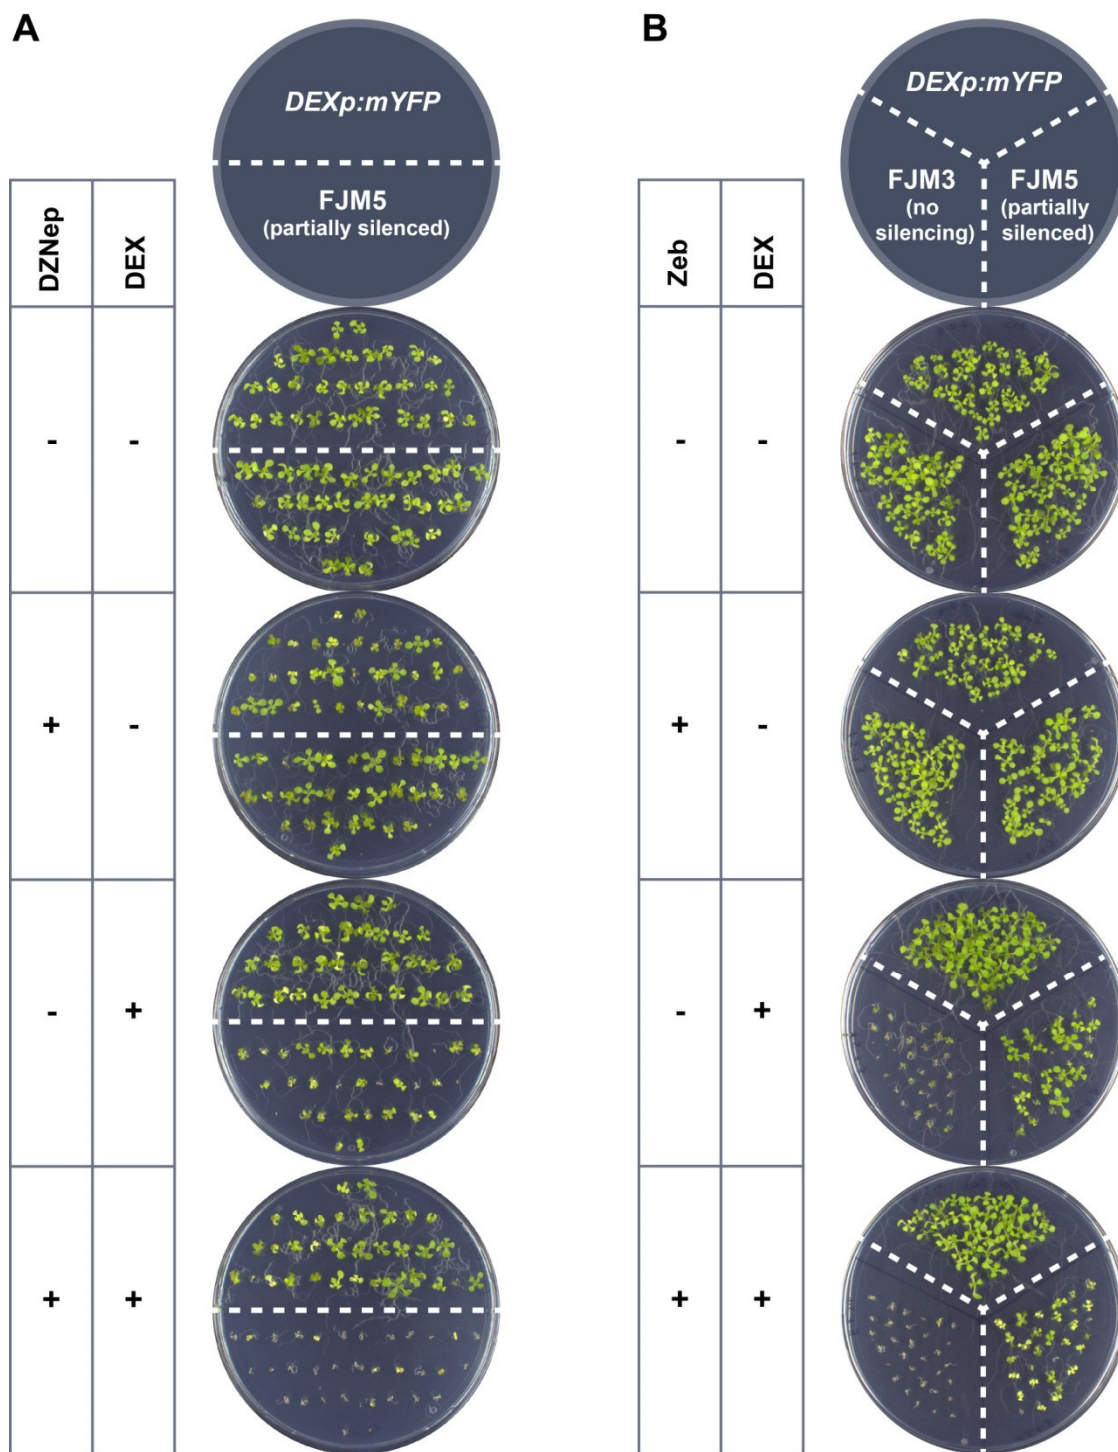 A
DEXp:mYFP
FJM5
(partially silenced)
DZNep
DEX
- -
+ -
- +
+ +
B
DEXp:mYFP
FJM3
(no
silencing)
FJM5
(partially
silenced)
Zeb
DEX
- -
+ -
- +
+ +